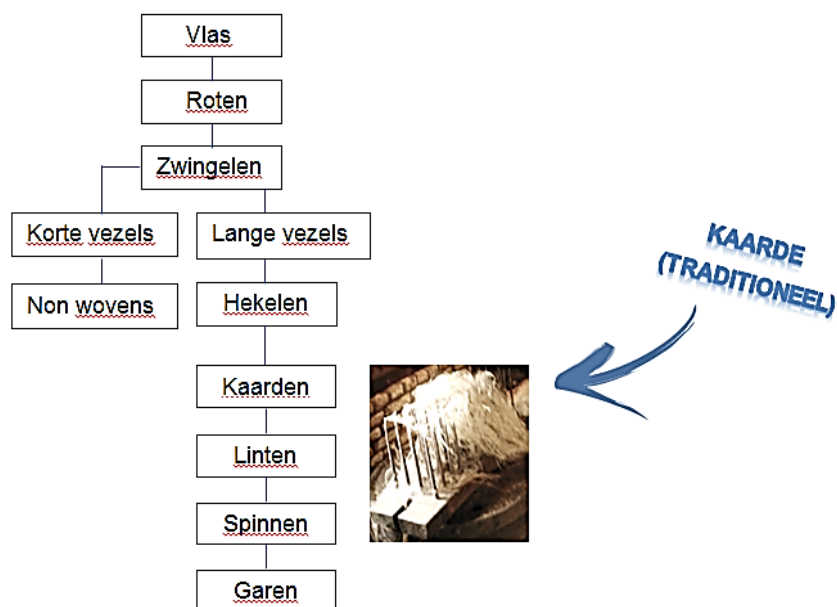 Vlas
Roten
Zwingelen
Korte vezels
Lange vezels
Non wovens
Hekelen
Kaarden
Linten
Spinnen
Garen
KAARDE
(TRADITIONEEL)